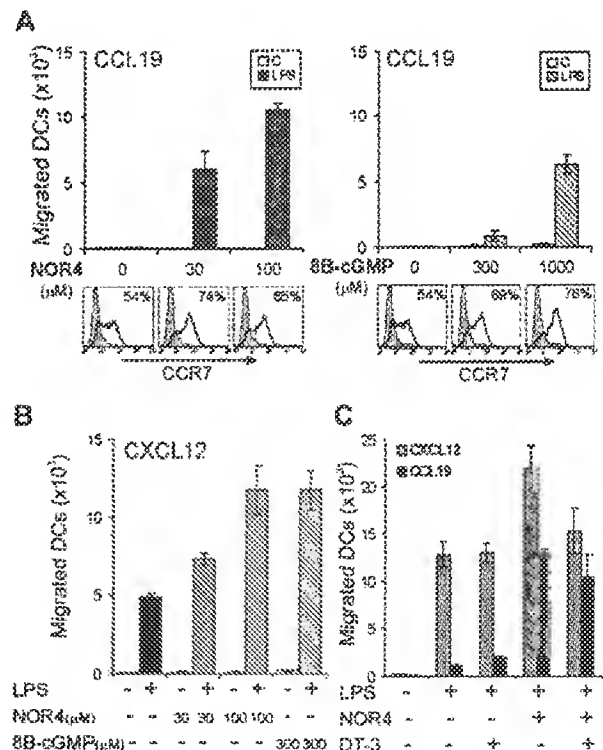 A
CCL19
C
LPS
Migrated DCs (x10³)
15
10
5
0
NOR4 0 30 100
(μM)
54% 74% 65%
CCR7
CCL19
C
LPS
15
10
5
0
8B-cGMP 0 300 1000
(μM)
54% 69% 76%
CCR7
B
CXCL12
Migrated DCs (x10³)
15
10
5
0
LPS - + - + - + - +
NOR4(μM) - - 30 30 100 100 - -
8B-cGMP(μM) - - - - - - 300 300
C
CXCL12
CCL19
Migrated DCs (x10³)
25
20
15
10
5
0
LPS - + + + +
NOR4 - - - + +
DT-3 - - + - +